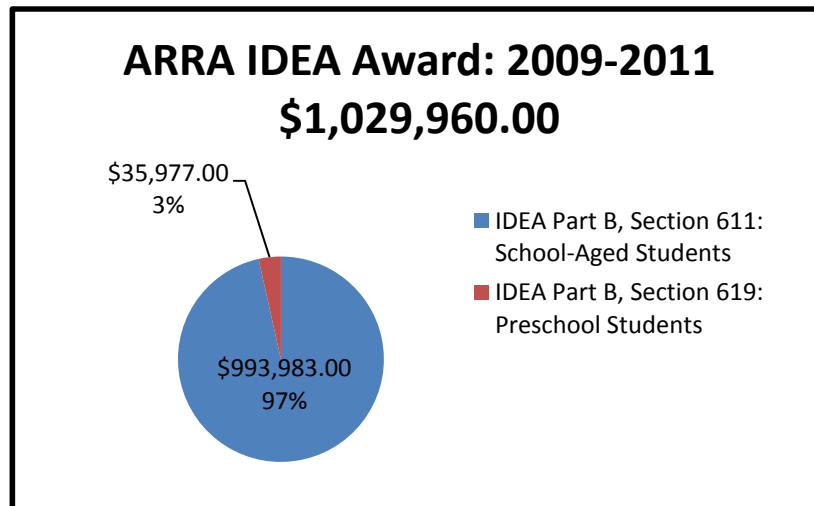 ARRA IDEA Award: 2009-2011
$1,029,960.00
$35,977.00
3%
$993,983.00
97%
IDEA Part B, Section 611:
School-Aged Students
IDEA Part B, Section 619:
Preschool Students